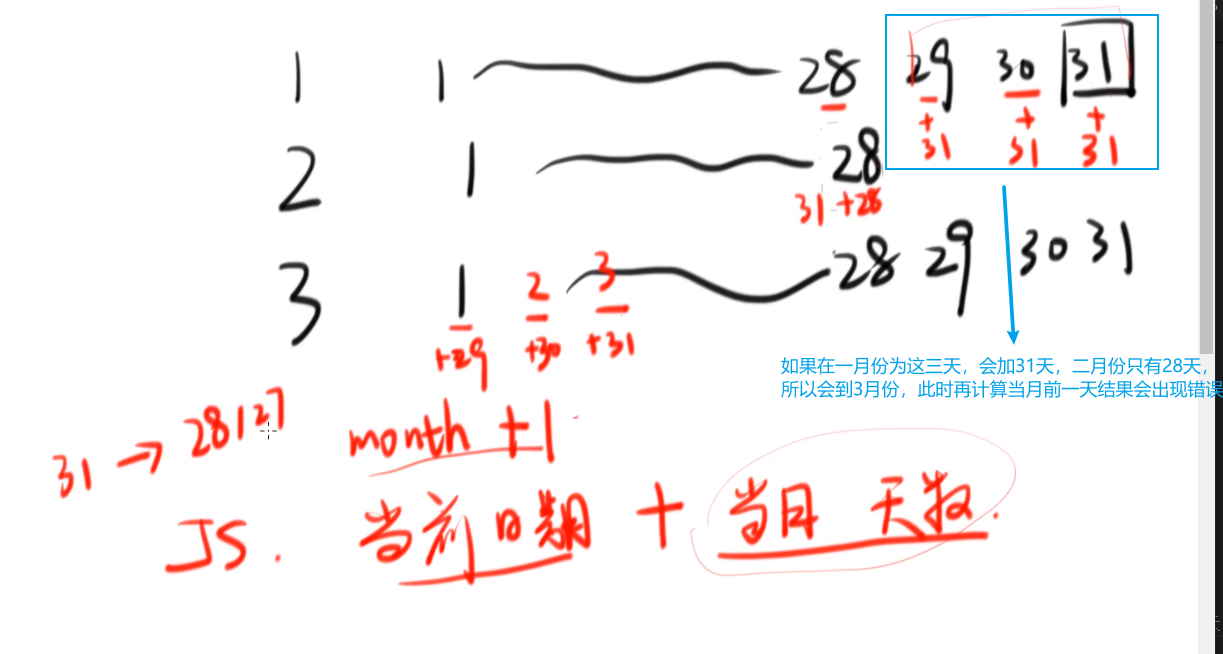 1 1 28 29 30 31
+ + +
31 31 31
2 1 28
31 +28
3 1 2 3 28 29 30 31
+29 +30 +31
如果在一月份为这三天，会加31天，二月份只有28天，
所以会到3月份，此时再计算当月前一天结果会出现错误
31 → 28 27
month +1
JS. 当前日期 + 当月 天数.